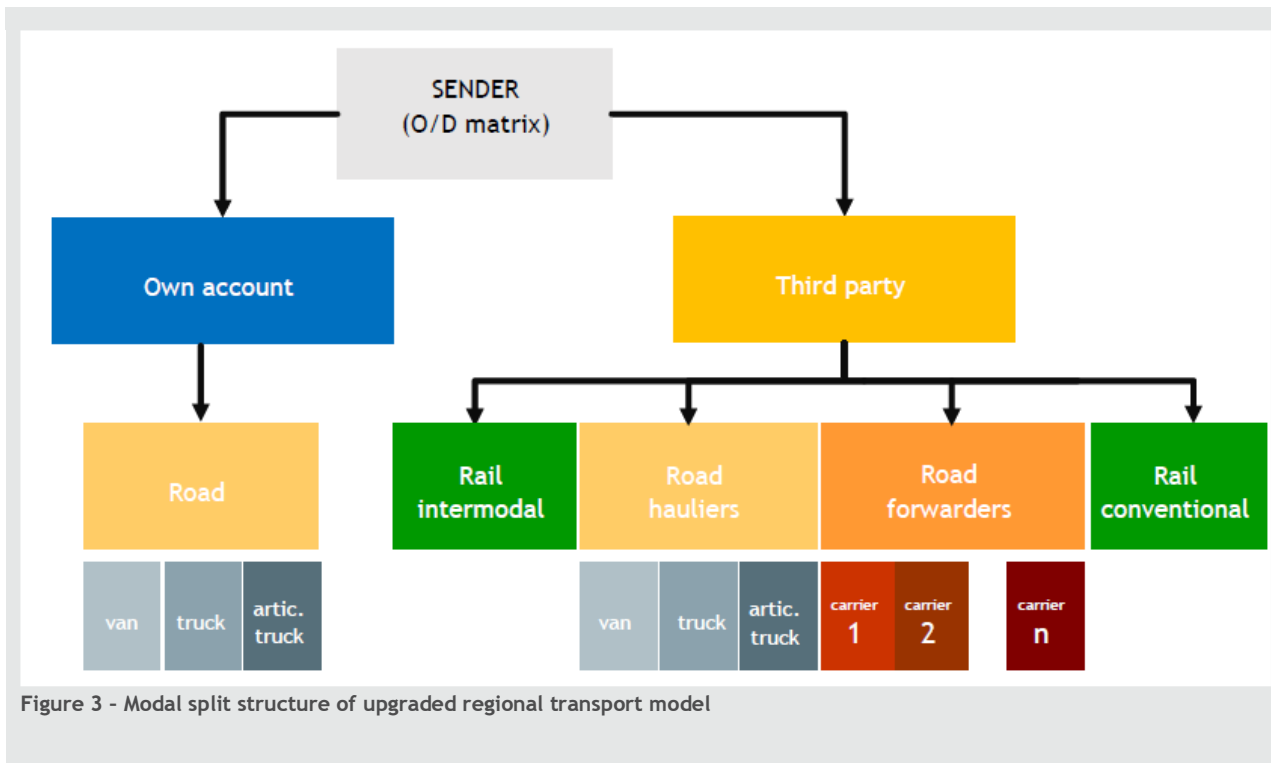 SENDER
(O/D matrix)
Own account
Third party
Road
Rail
intermodal
Road
hauliers
Road
forwarders
Rail
conventional
van
truck
artic.
truck
van
truck
artic.
truck
carrier
1
carrier
2
carrier
n
Figure 3 - Modal split structure of upgraded regional transport model